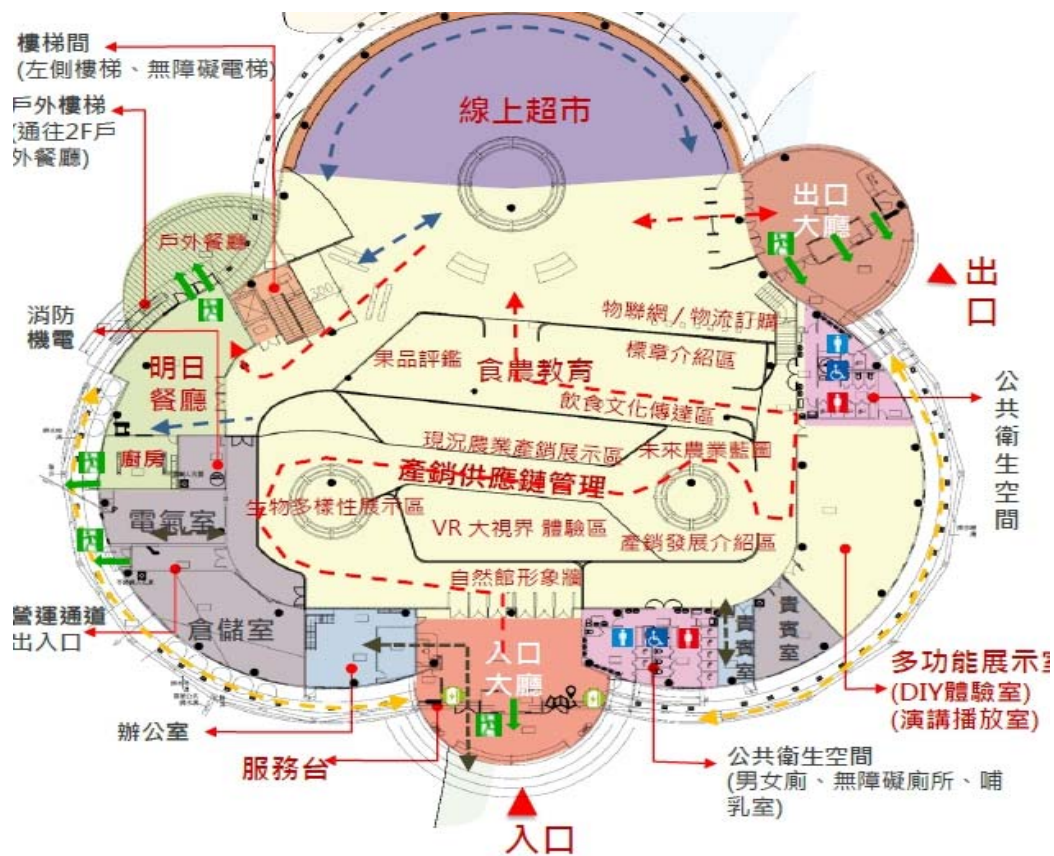 樓梯間
(左側樓梯、無障礙電梯)
戶外樓梯
(通往2F戶
外餐廳)
線上超市
出口
大廳
出
口
戶外餐廳
300
消防
機電
明日
餐廳
廚房
物聯網/物流訂購
果品評鑑
標章介紹區
食農教育
飲食文化傳達區
現況農業產銷展示區
未來農業藍圖
產銷供應鏈管理
生物多樣性展示區
VR 大視界 體驗區
產銷發展介紹區
自然館形象牆
公共衛生空間
電氣室
營運通道
出入口
倉儲室
入口
大廳
貴賓室
貴賓室
多功能展示室
(DIY體驗室)
(演講播放室)
辦公室
服務台
公共衛生空間
(男女廁、無障礙廁所、哺
乳室)
入口